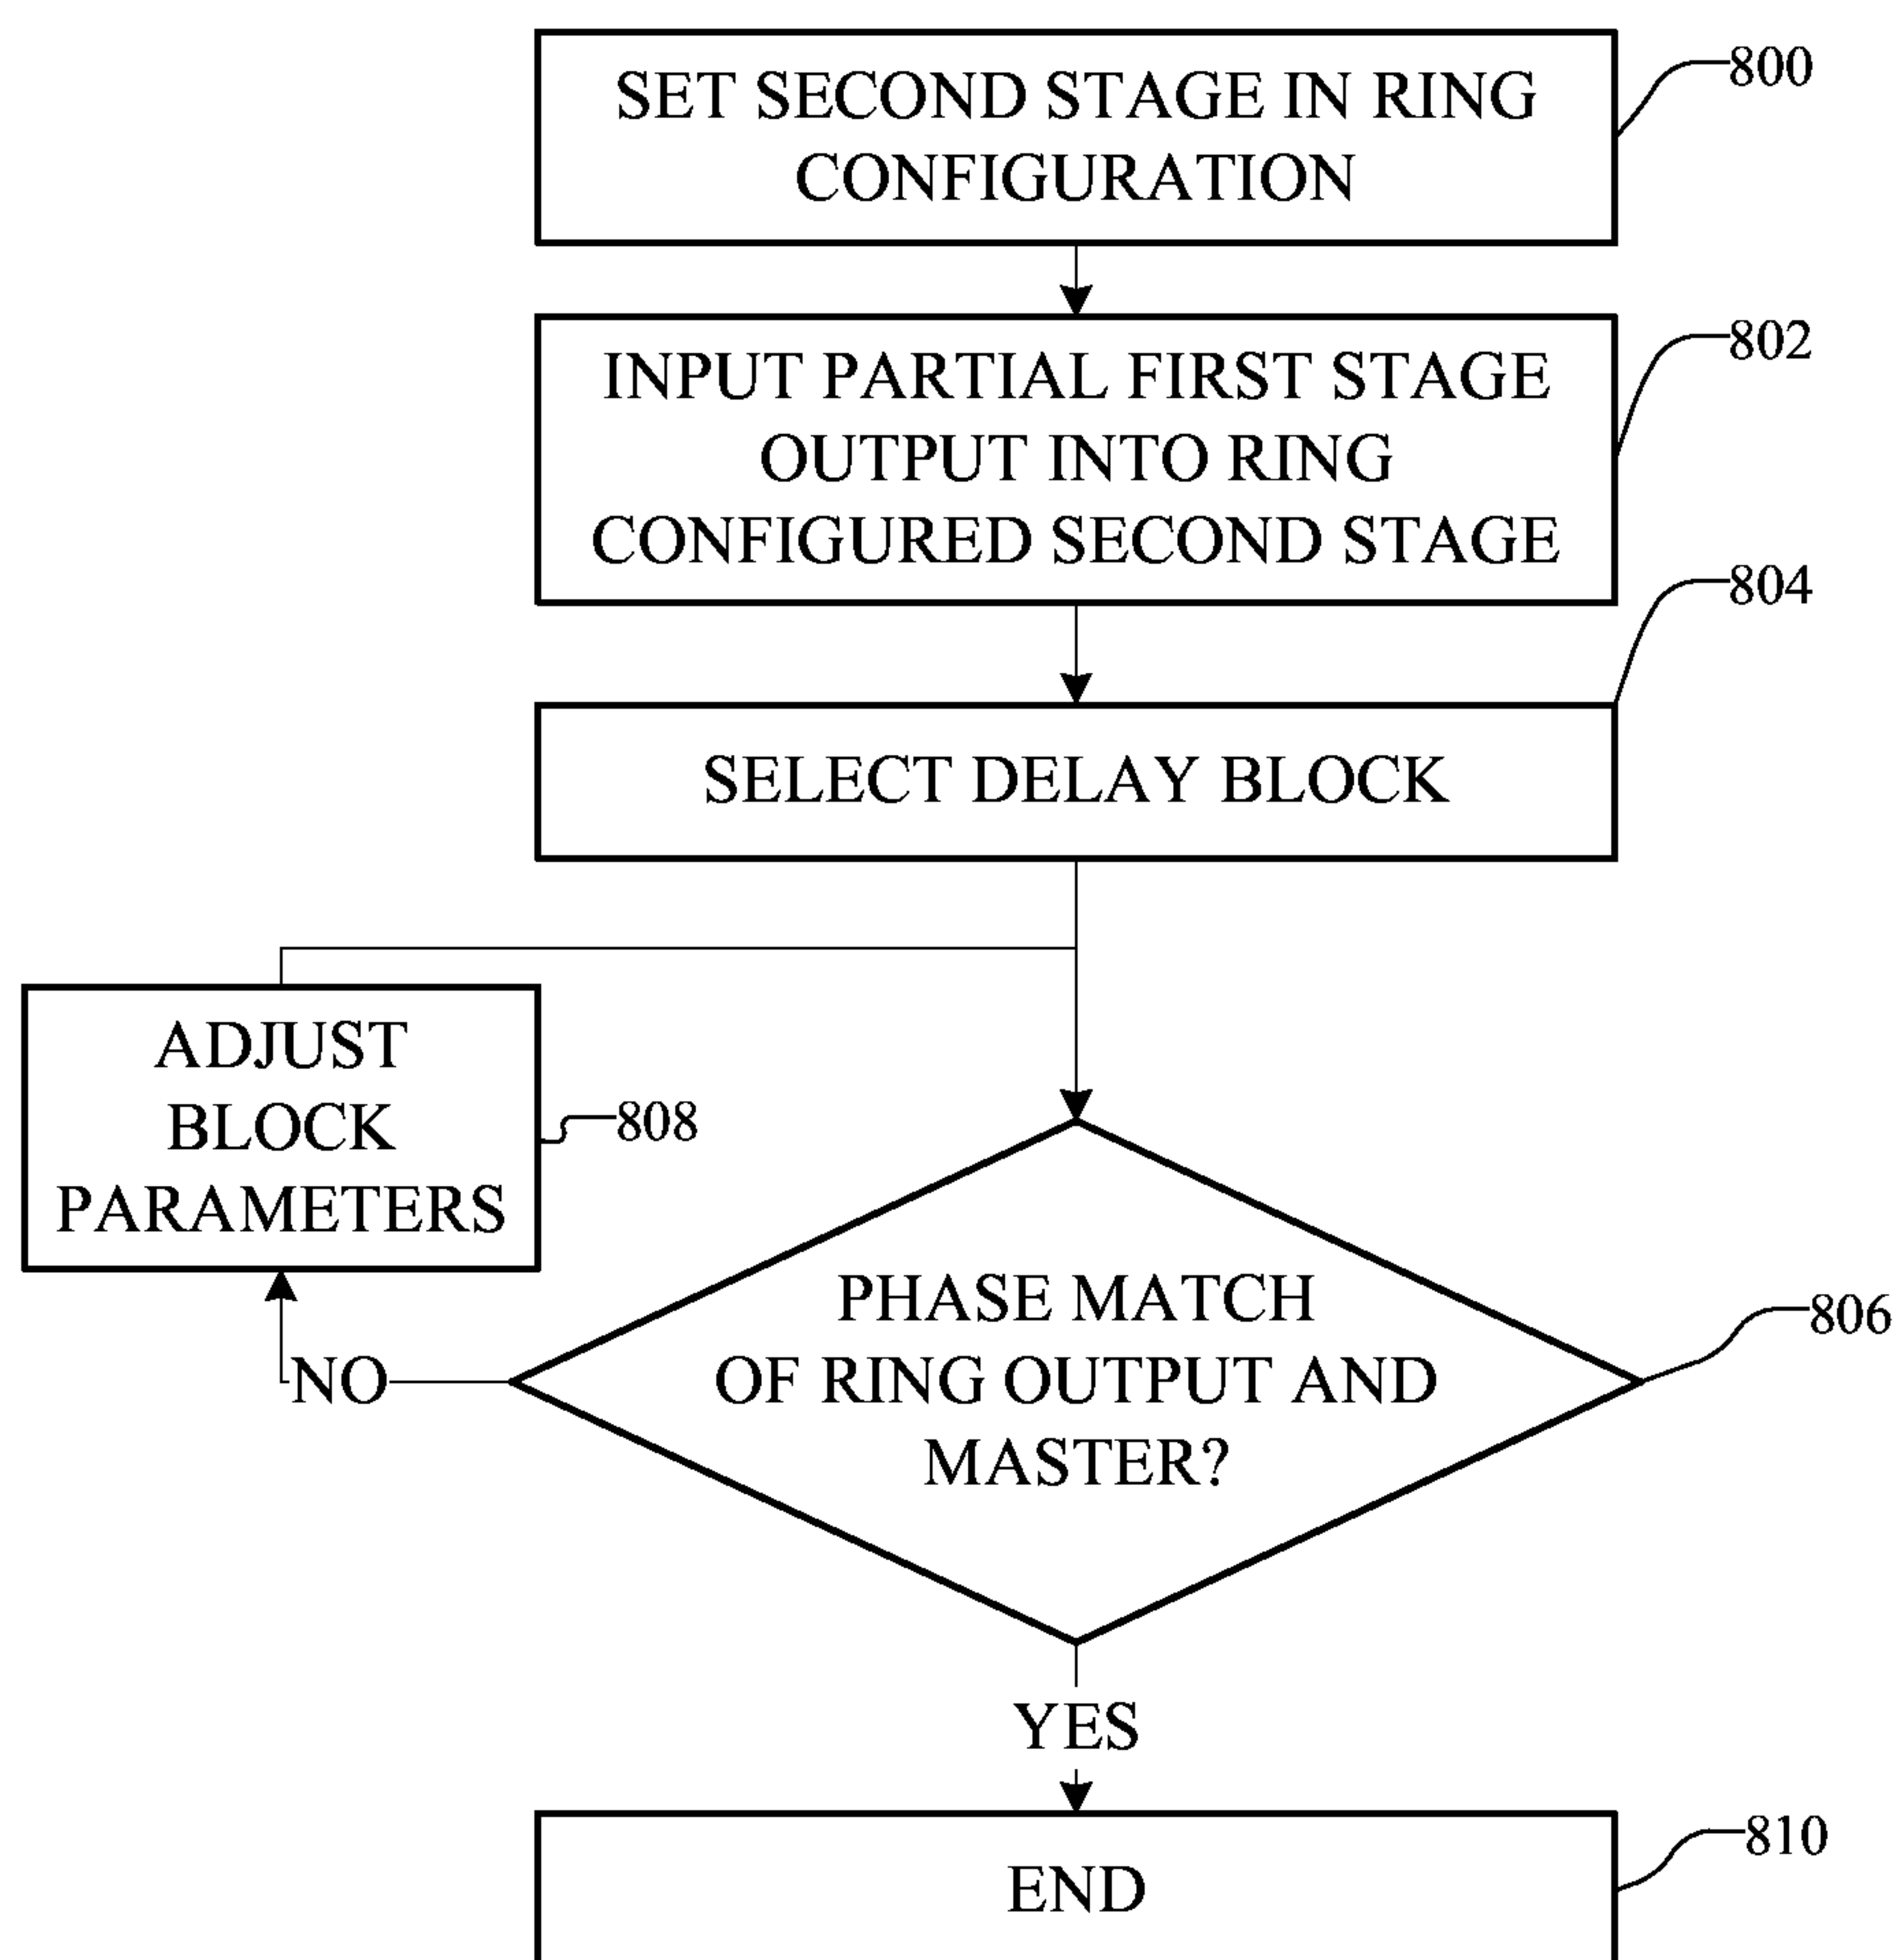 SET SECOND STAGE IN RING
CONFIGURATION
800
INPUT PARTIAL FIRST STAGE
OUTPUT INTO RING
CONFIGURED SECOND STAGE
802
804
SELECT DELAY BLOCK
ADJUST
BLOCK
PARAMETERS
808
PHASE MATCH
OF RING OUTPUT AND
MASTER?
806
NO
YES
END
810